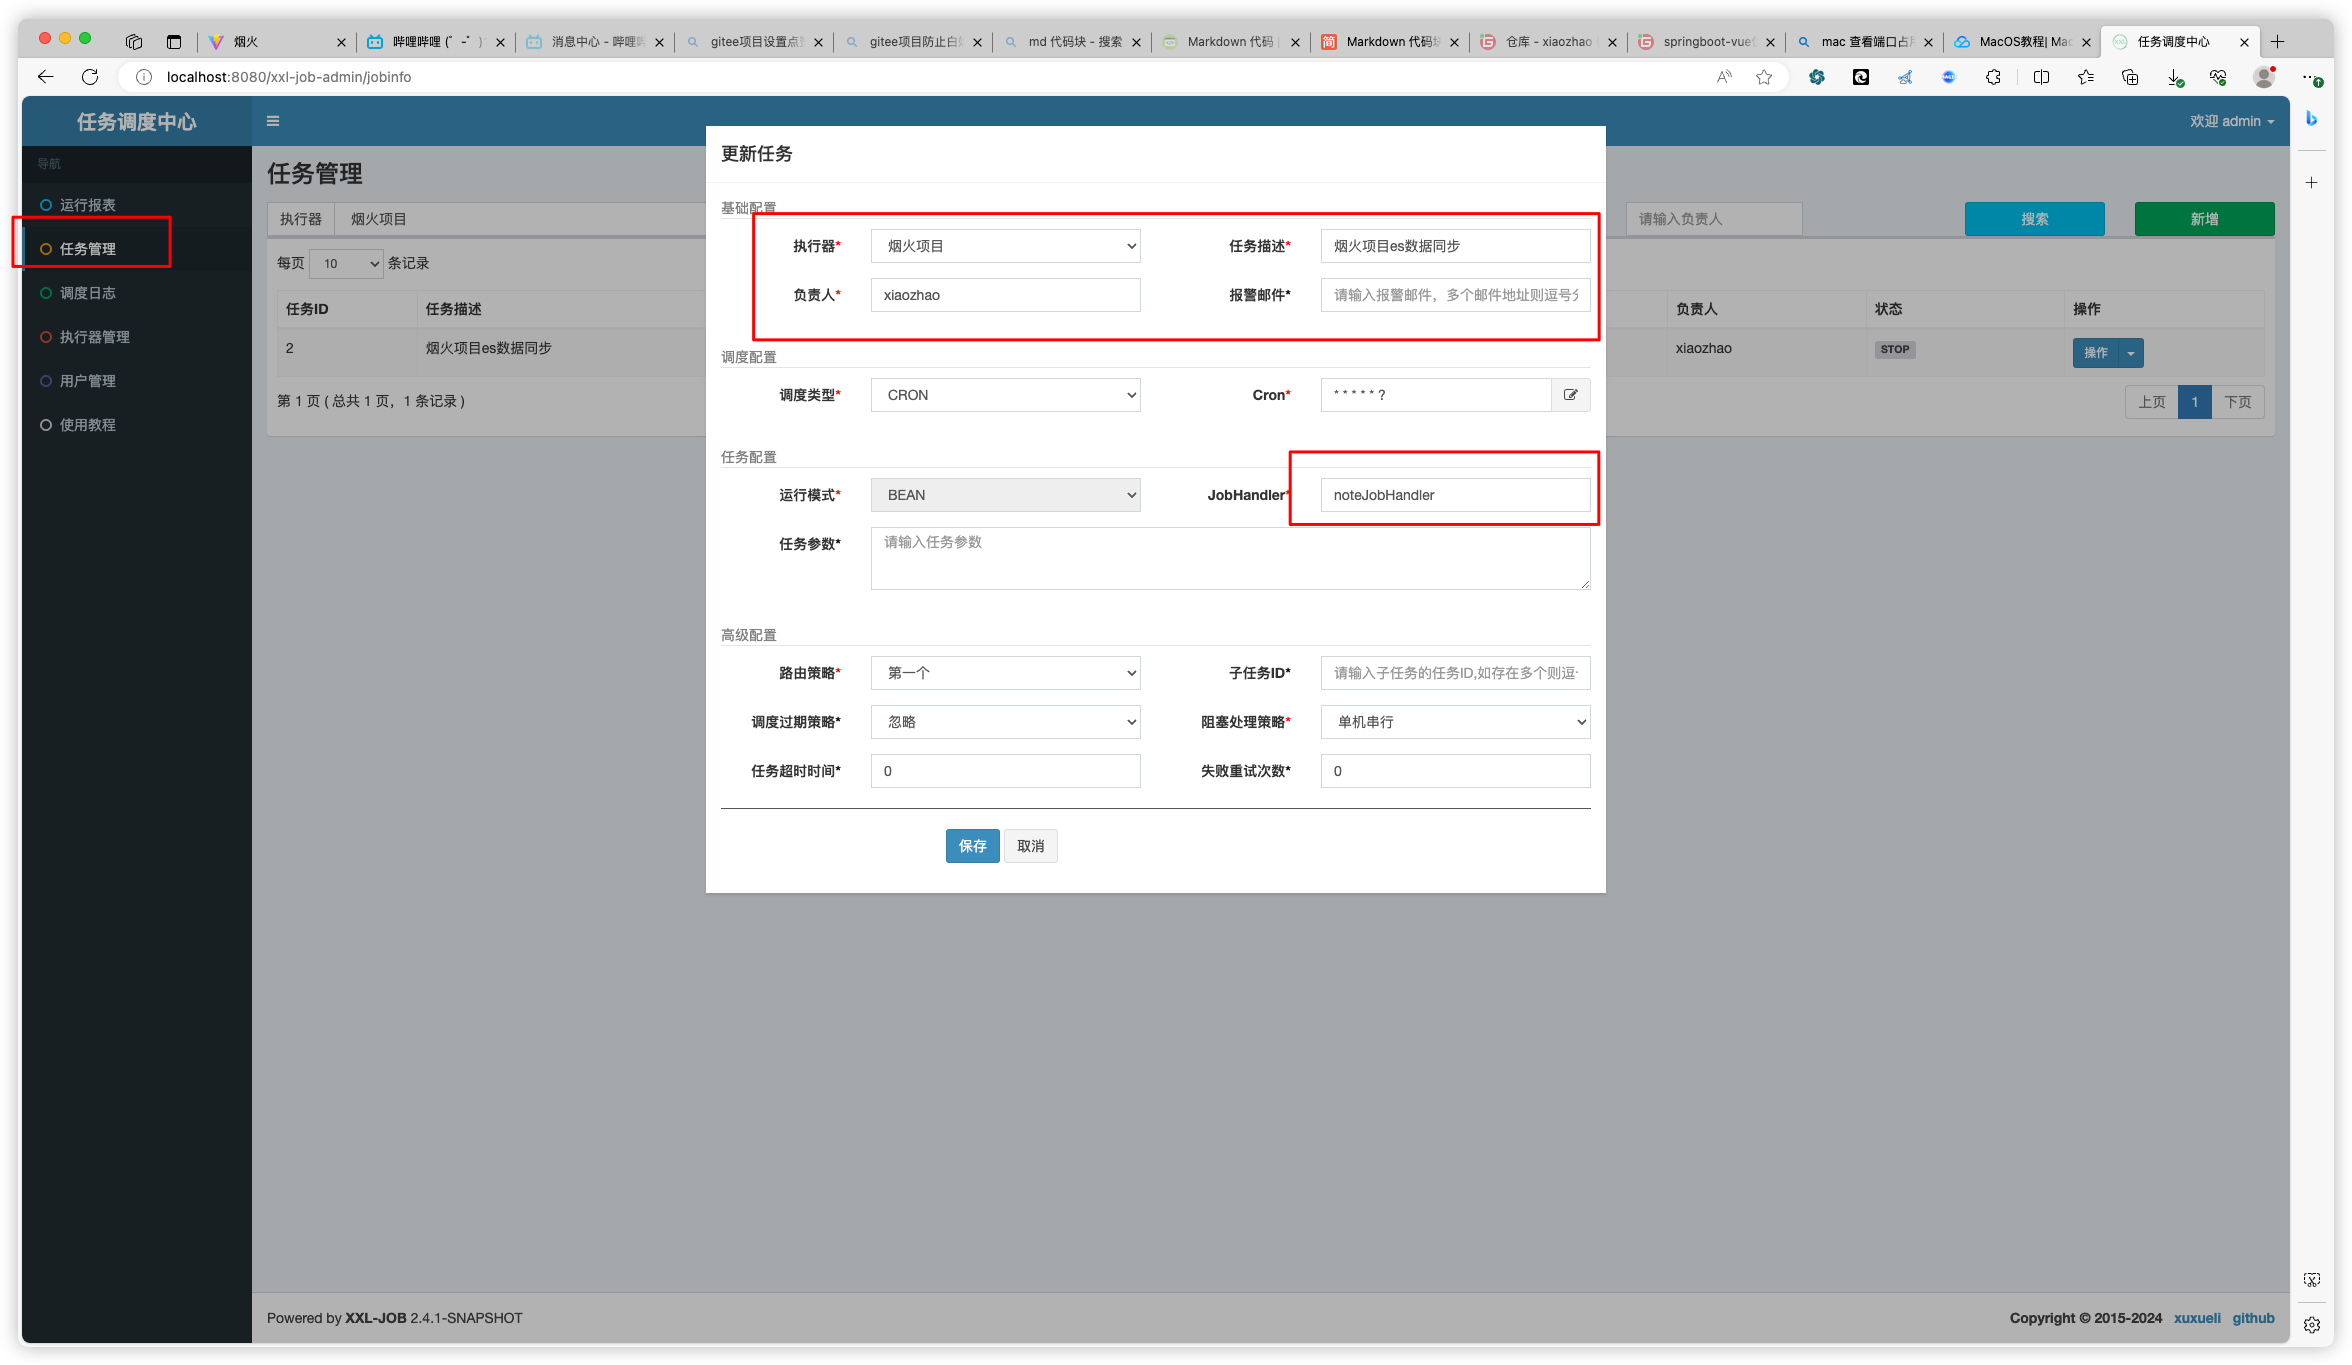 烟火
哔哩哔哩 (゜-゜)
消息中心 - 哔哩哔
gitee项目设置点
gitee项目防止白
md 代码块 - 搜索
Markdown 代码
Markdown 代码块
仓库 - xiaozhao
springboot-vue
mac 查看端口占
MacOS教程| Mac
任务调度中心
localhost:8080/xxl-job-admin/jobinfo
任务调度中心
欢迎 admin
导航
运行报表
任务管理
调度日志
执行器管理
用户管理
使用教程
任务管理
执行器 烟火项目
请输入负责人
搜索
新增
每页 10 条记录
任务ID 任务描述 负责人 状态 操作
2 烟火项目es数据同步 xiaozhao STOP 操作
第 1 页 ( 总共 1 页，1 条记录 )
上页 1 下页
更新任务
基础配置
执行器* 烟火项目 任务描述* 烟火项目es数据同步
负责人* xiaozhao 报警邮件* 请输入报警邮件，多个邮件地址则逗号分
调度配置
调度类型* CRON Cron* * * * * * ?
任务配置
运行模式* BEAN JobHandler* noteJobHandler
任务参数* 请输入任务参数
高级配置
路由策略* 第一个 子任务ID* 请输入子任务的任务ID,如存在多个则逗
调度过期策略* 忽略 阻塞处理策略* 单机串行
任务超时时间* 0 失败重试次数* 0
保存 取消
Powered by XXL-JOB 2.4.1-SNAPSHOT
Copyright © 2015-2024 xuxueli github